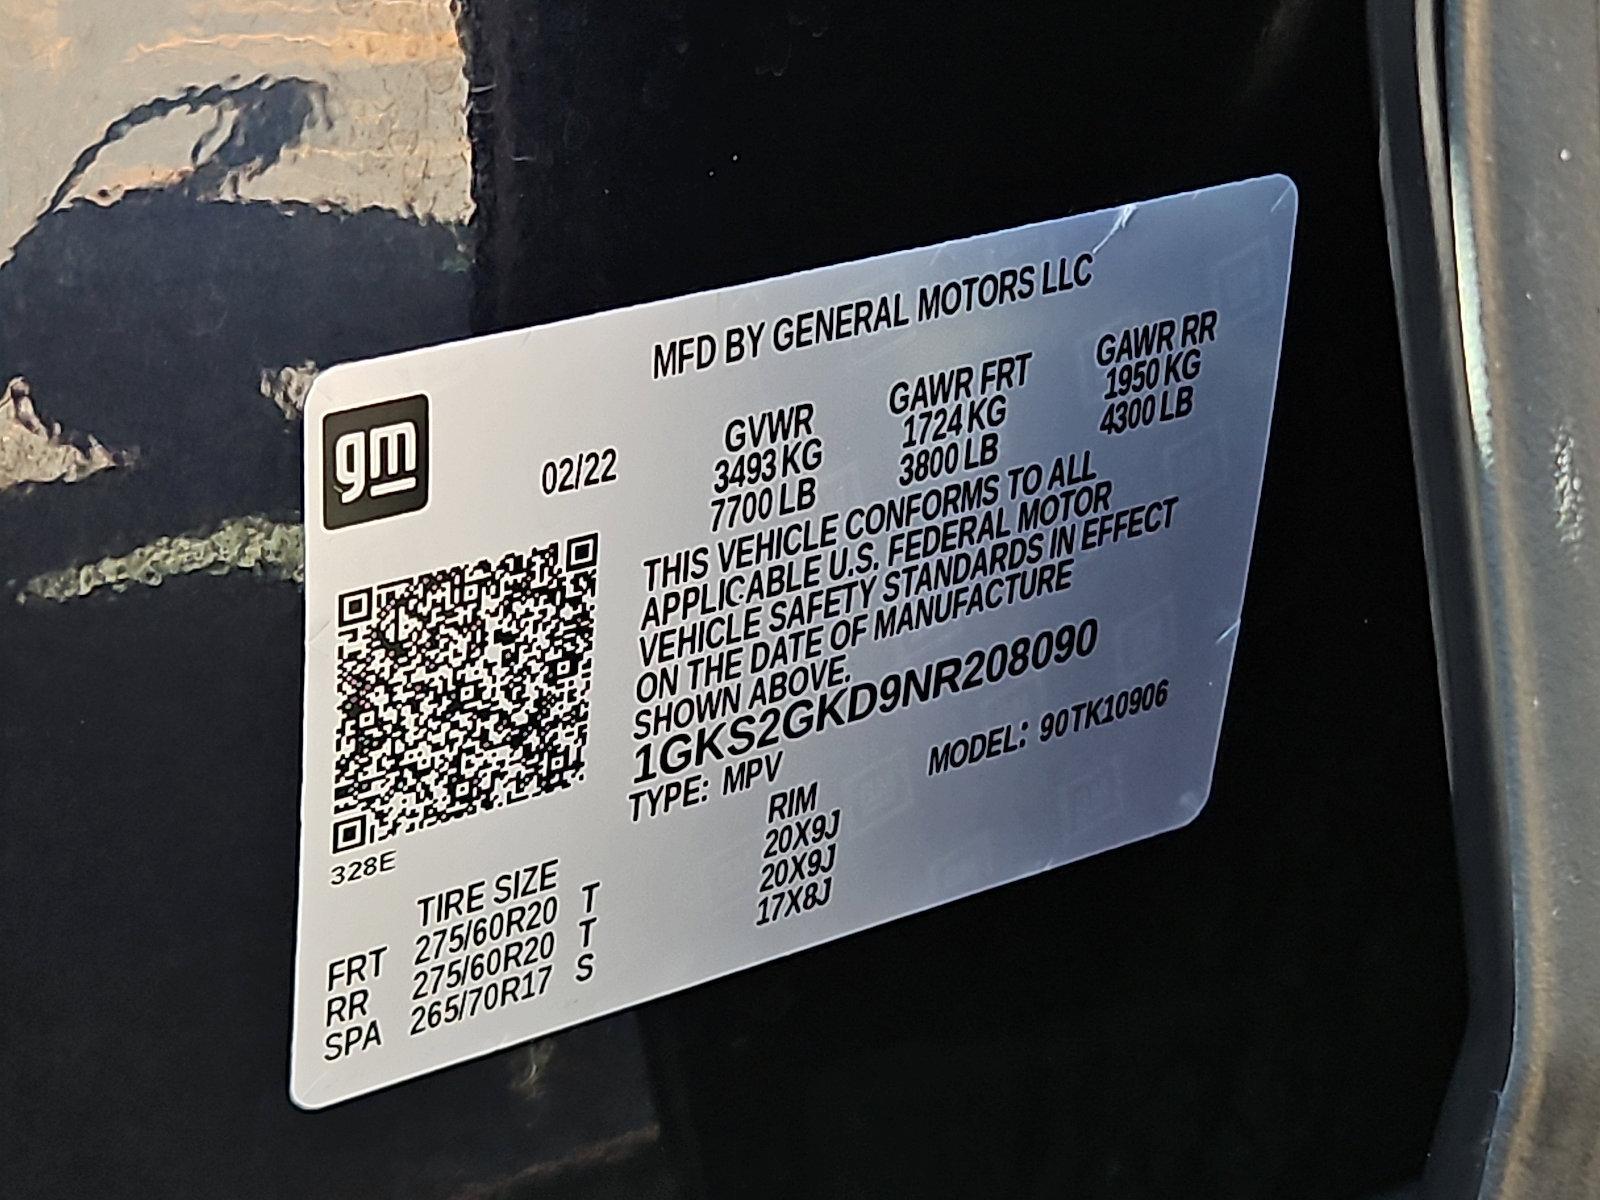 MFD BY GENERAL MOTORS LLC
gm
02/22
GVWR GAWR FRT GAWR RR
3493 KG 1724 KG 1950 KG
7700 LB 3800 LB 4300 LB
THIS VEHICLE CONFORMS TO ALL
APPLICABLE U.S. FEDERAL MOTOR
VEHICLE SAFETY STANDARDS IN EFFECT
ON THE DATE OF MANUFACTURE
SHOWN ABOVE.
1GKS2GKD9NR208090
TYPE: MPV MODEL: 90TK10906
328E
TIRE SIZE RIM
FRT 275/60R20 T 20X9J
RR 275/60R20 T 20X9J
SPA 265/70R17 S 17X8J